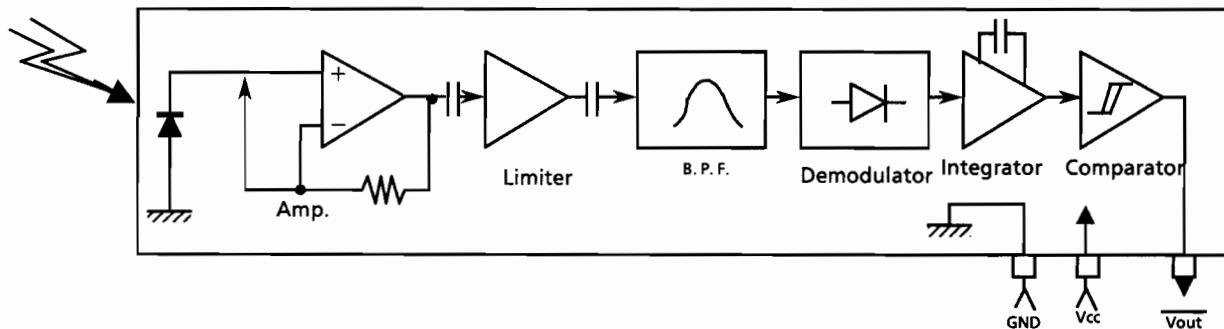 +
−
Amp.
Limiter
B. P. F.
Demodulator
Integrator
Comparator
GND
Vcc
Vout